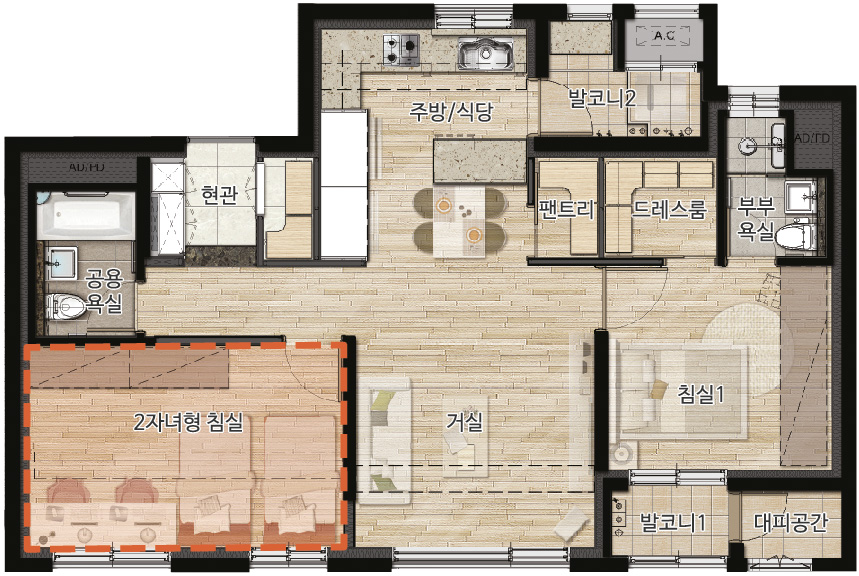 A.C
발코니2
주방/식당
AD/PD
AD/PD
현관
팬트리
드레스룸
부부
욕실
공용
욕실
2자녀형 침실
거실
침실1
발코니1
대피공간